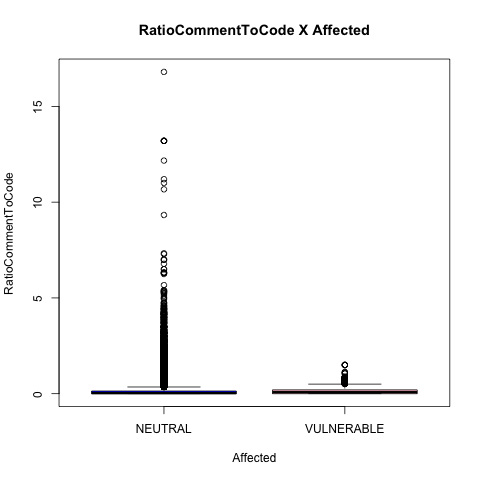 RatioCommentToCode X Affected
RatioCommentToCode
15
10
5
0
NEUTRAL
VULNERABLE
Affected